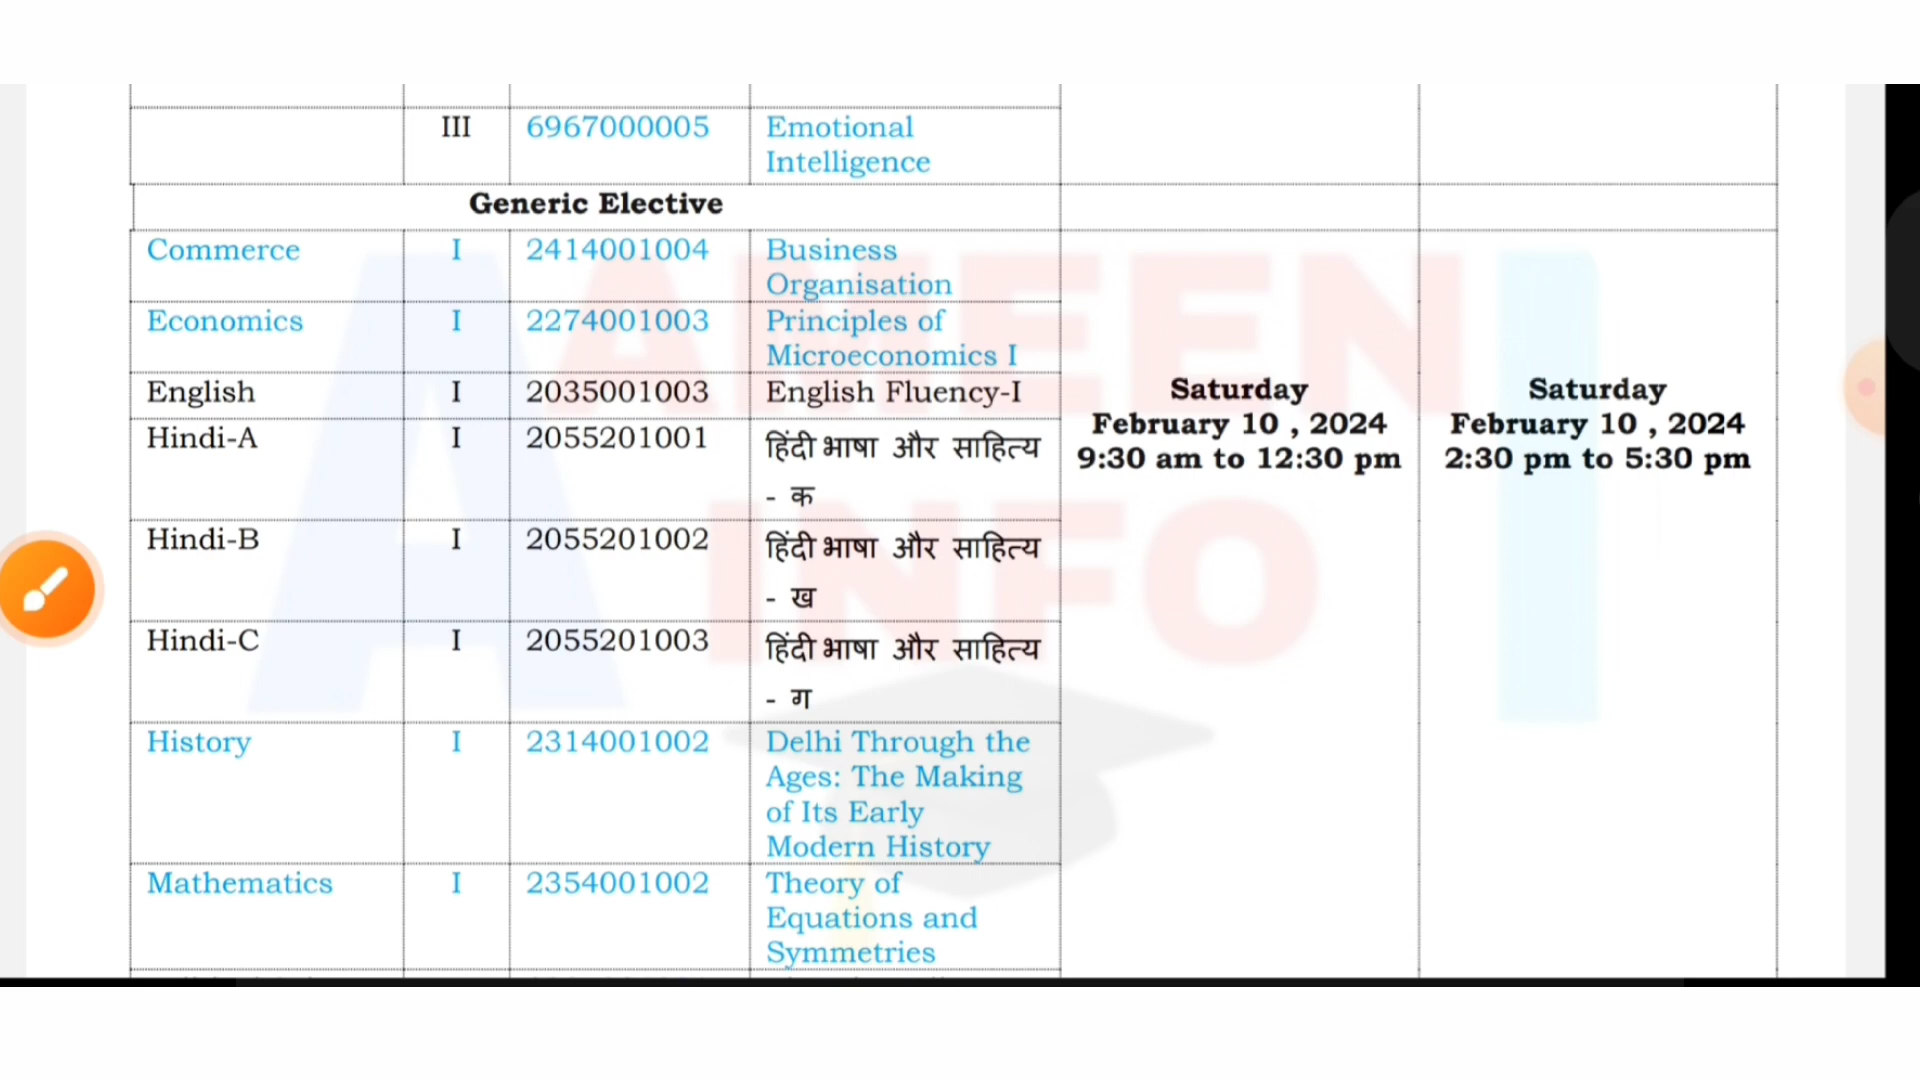 III 6967000005 Emotional
Intelligence
Generic Elective
Commerce I 2414001004 Business
Organisation
Economics I 2274001003 Principles of
Microeconomics I
English I 2035001003 English Fluency-I
Hindi-A I 2055201001 हिंदी भाषा और साहित्य
- क
Hindi-B I 2055201002 हिंदी भाषा और साहित्य
- ख
Hindi-C I 2055201003 हिंदी भाषा और साहित्य
- ग
History I 2314001002 Delhi Through the
Ages: The Making
of Its Early
Modern History
Mathematics I 2354001002 Theory of
Equations and
Symmetries
Saturday
February 10 , 2024
9:30 am to 12:30 pm
Saturday
February 10 , 2024
2:30 pm to 5:30 pm
AMEEN
INFO